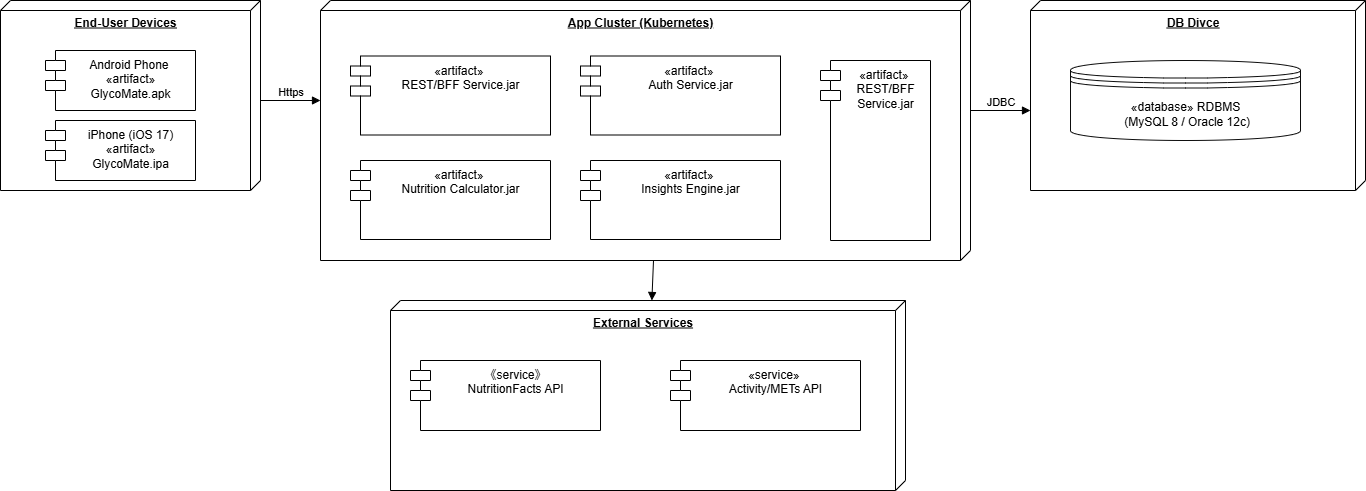 End-User Devices
Android Phone
«artifact»
GlycoMate.apk
iPhone (iOS 17)
«artifact»
GlycoMate.ipa
Https
App Cluster (Kubernetes)
«artifact»
REST/BFF Service.jar
«artifact»
Auth Service.jar
«artifact»
REST/BFF
Service.jar
«artifact»
Nutrition Calculator.jar
«artifact»
Insights Engine.jar
JDBC
DB Divce
«database» RDBMS
(MySQL 8 / Oracle 12c)
External Services
《service》
NutritionFacts API
«service»
Activity/METs API